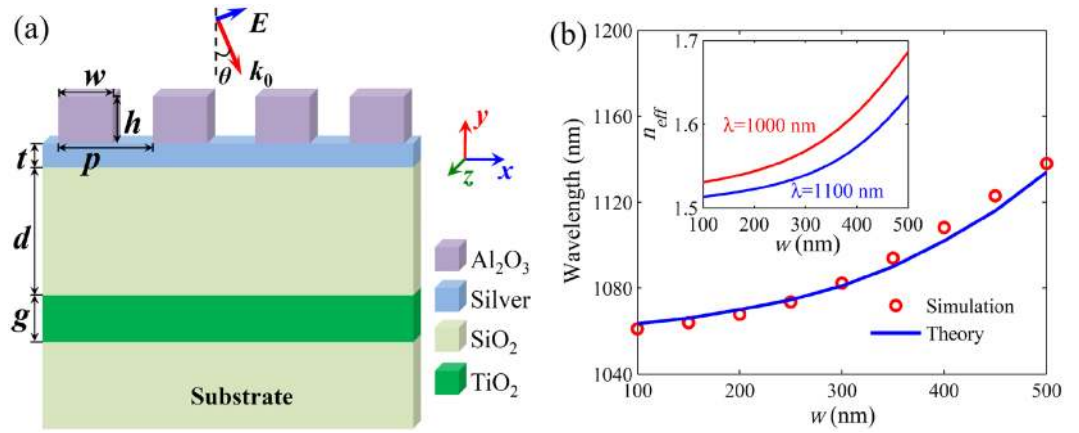 (a)
E
θ
k₀
w
h
t
p
y
x
z
d
g
Al₂O₃
Silver
SiO₂
TiO₂
Substrate
(b)
1200
1160
1120
1080
1040
Wavelength (nm)
100
200
300
400
500
w (nm)
1.7
1.6
1.5
n_eff
λ=1000 nm
λ=1100 nm
100
200
300
400
500
w (nm)
Simulation
Theory